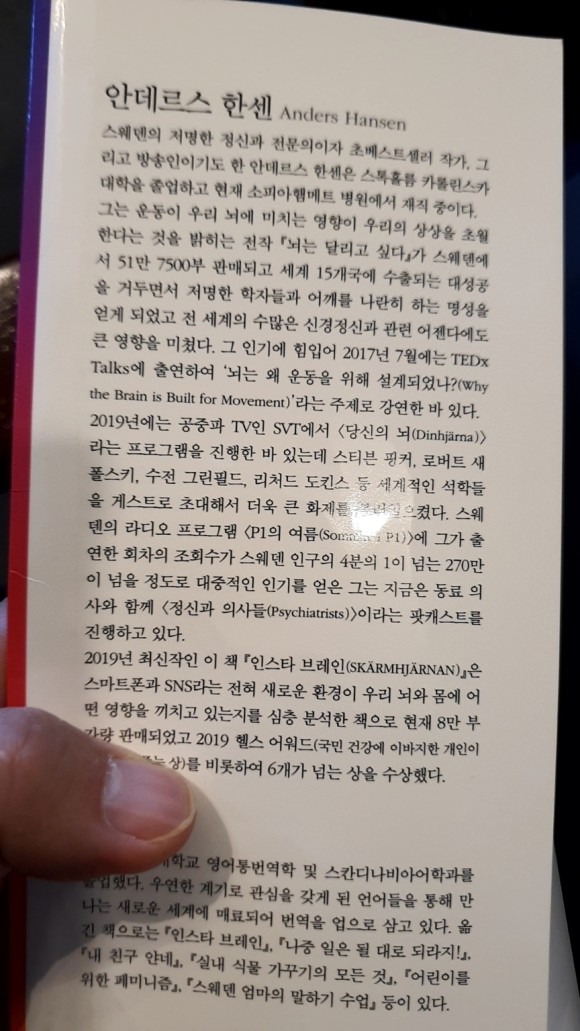 안데르스 한센 Anders Hansen
스웨덴의 저명한 정신과 전문의이자 초베스트셀러 작가, 그
리고 방송인이기도 한 안데르스 한센은 스톡홀름 카롤린스카
대학을 졸업하고 현재 소피아헴메트 병원에서 재직 중이다.
그는 운동이 우리 뇌에 미치는 영향이 우리의 상상을 초월
한다는 것을 밝히는 전작 『뇌는 달리고 싶다』가 스웨덴에
서 51만 7500부 판매되고 세계 15개국에 수출되는 대성공
을 거두면서 저명한 학자들과 어깨를 나란히 하는 명성을
얻게 되었고 전 세계의 수많은 신경정신과 관련 어젠다에도
큰 영향을 미쳤다. 그 인기에 힘입어 2017년 7월에는 TEDx
Talks에 출연하여 '뇌는 왜 운동을 위해 설계되었나?(Why
the Brain is Built for Movement)'라는 주제로 강연한 바 있다.
2019년에는 공중파 TV인 SVT에서 〈당신의 뇌(Dinhjärna)〉
라는 프로그램을 진행한 바 있는데 스티븐 핑커, 로버트 새
폴스키, 수전 그린필드, 리처드 도킨스 등 세계적인 석학들
을 게스트로 초대해서 더욱 큰 화제를 켰다. 스웨
덴의 라디오 프로그램 〈P1의 여름( P1)〉에 그가 출
연한 회차의 조회수가 스웨덴 인구의 4분의 1이 넘는 270만
이 넘을 정도로 대중적인 인기를 얻은 그는 지금은 동료 의
사와 함께 〈정신과 의사들(Psychiatrists)〉이라는 팟캐스트를
진행하고 있다.
2019년 최신작인 이 책 『인스타 브레인(SKÄRMHJÄRNAN)』은
스마트폰과 SNS라는 전혀 새로운 환경이 우리 뇌와 몸에 어
떤 영향을 끼치고 있는지를 심층 분석한 책으로 현재 8만 부
가량 판매되었고 2019 헬스 어워드(국민 건강에 이바지한 개인이
상)를 비롯하여 6개가 넘는 상을 수상했다.
영어통번역학 및 스칸디나비아어학과를
졸업했다. 우연한 계기로 관심을 갖게 된 언어들을 통해 만
나는 새로운 세계에 매료되어 번역을 업으로 삼고 있다. 옮
긴 책으로는 『인스타 브레인』, 『나중 일은 될 대로 되라지!』,
『내 친구 얀네』, 『실내 식물 가꾸기의 모든 것』, 『어린이를
위한 페미니즘』, 『스웨덴 엄마의 말하기 수업』 등이 있다.